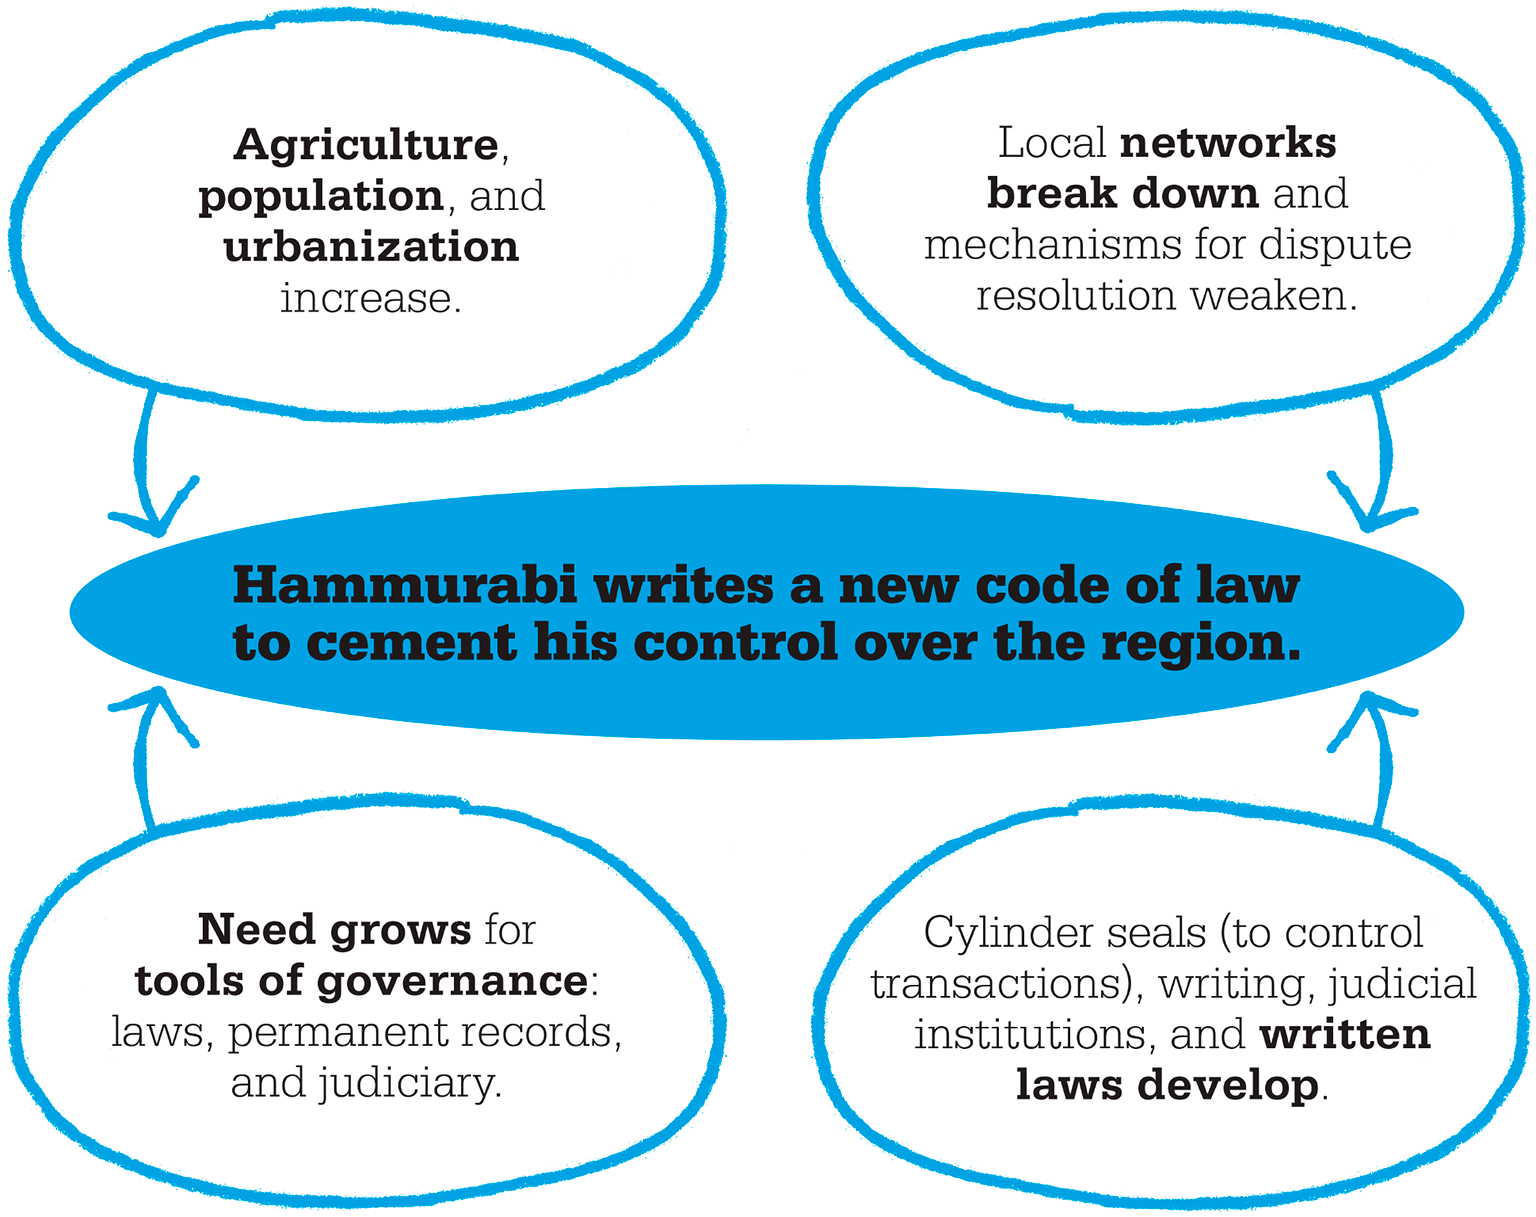 Agriculture,
population, and
urbanization
increase.
Local networks
break down and
mechanisms for dispute
resolution weaken.
Hammurabi writes a new code of law
to cement his control over the region.
Need grows for
tools of governance:
laws, permanent records,
and judiciary.
Cylinder seals (to control
transactions), writing, judicial
institutions, and written
laws develop.